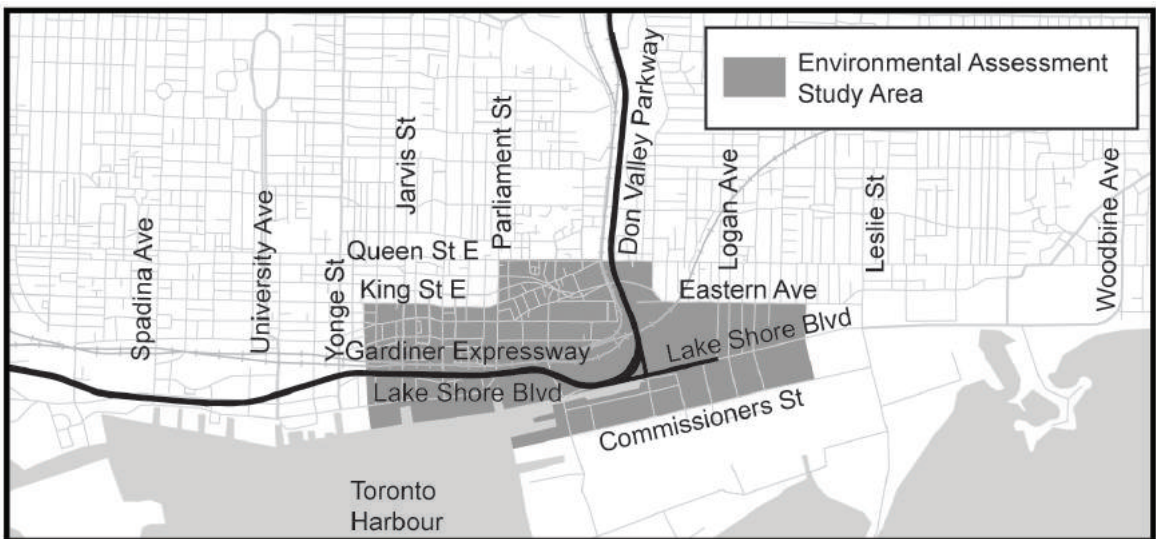 Environmental Assessment
Study Area
Don Valley Parkway
Jarvis St
Parliament St
Logan Ave
Leslie St
Woodbine Ave
Spadina Ave
University Ave
Yonge St
Queen St E
King St E
Eastern Ave
Gardiner Expressway
Lake Shore Blvd
Lake Shore Blvd
Commissioners St
Toronto
Harbour